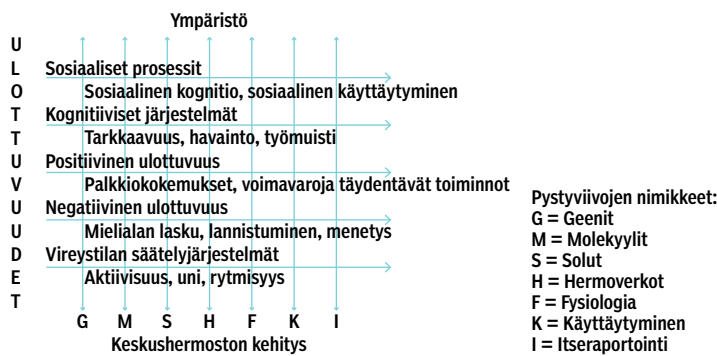 Ympäristö
U
L
O
T
T
U
V
U
U
D
E
T
Sosiaaliset prosessit
Sosiaalinen kognitio, sosiaalinen käyttäytyminen
Kognitiiviset järjestelmät
Tarkkaavuus, havainto, työmuisti
Positiivinen ulottuvuus
Palkkiokokemukset, voimavaroja täydentävät toiminnot
Negatiivinen ulottuvuus
Mielialan lasku, lannistuminen, menetys
Vireystilan säätelyjärjestelmät
Aktiivisuus, uni, rytmisyys
G M S H F K I
Keskushermoston kehitys
Pystyviivojen nimikkeet:
G = Geenit
M = Molekyylit
S = Solut
H = Hermoverkot
F = Fysiologia
K = Käyttäytyminen
I = Itseraportointi